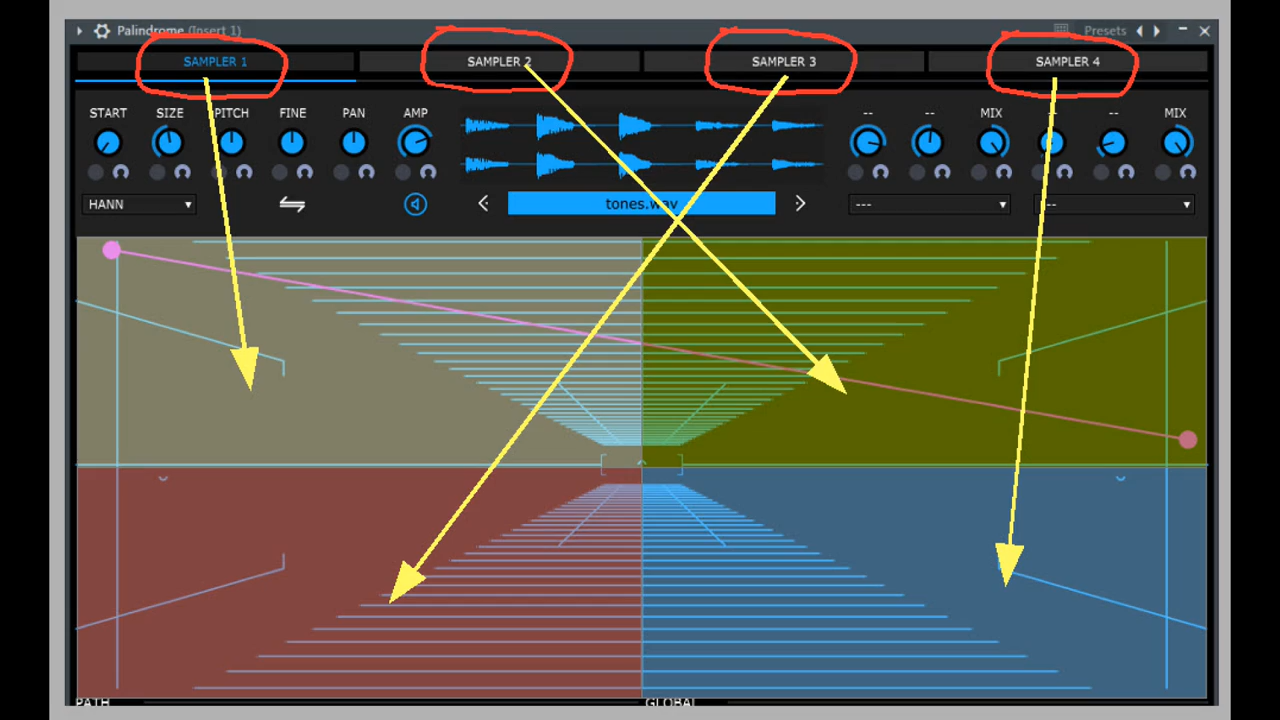 Palindrome (Insert 1)
Presets
SAMPLER 1
SAMPLER 2
SAMPLER 3
SAMPLER 4
START SIZE PITCH FINE PAN AMP
-- -- MIX -- MIX
HANN
tones.wav
--- ---
PATH
GLOBAL